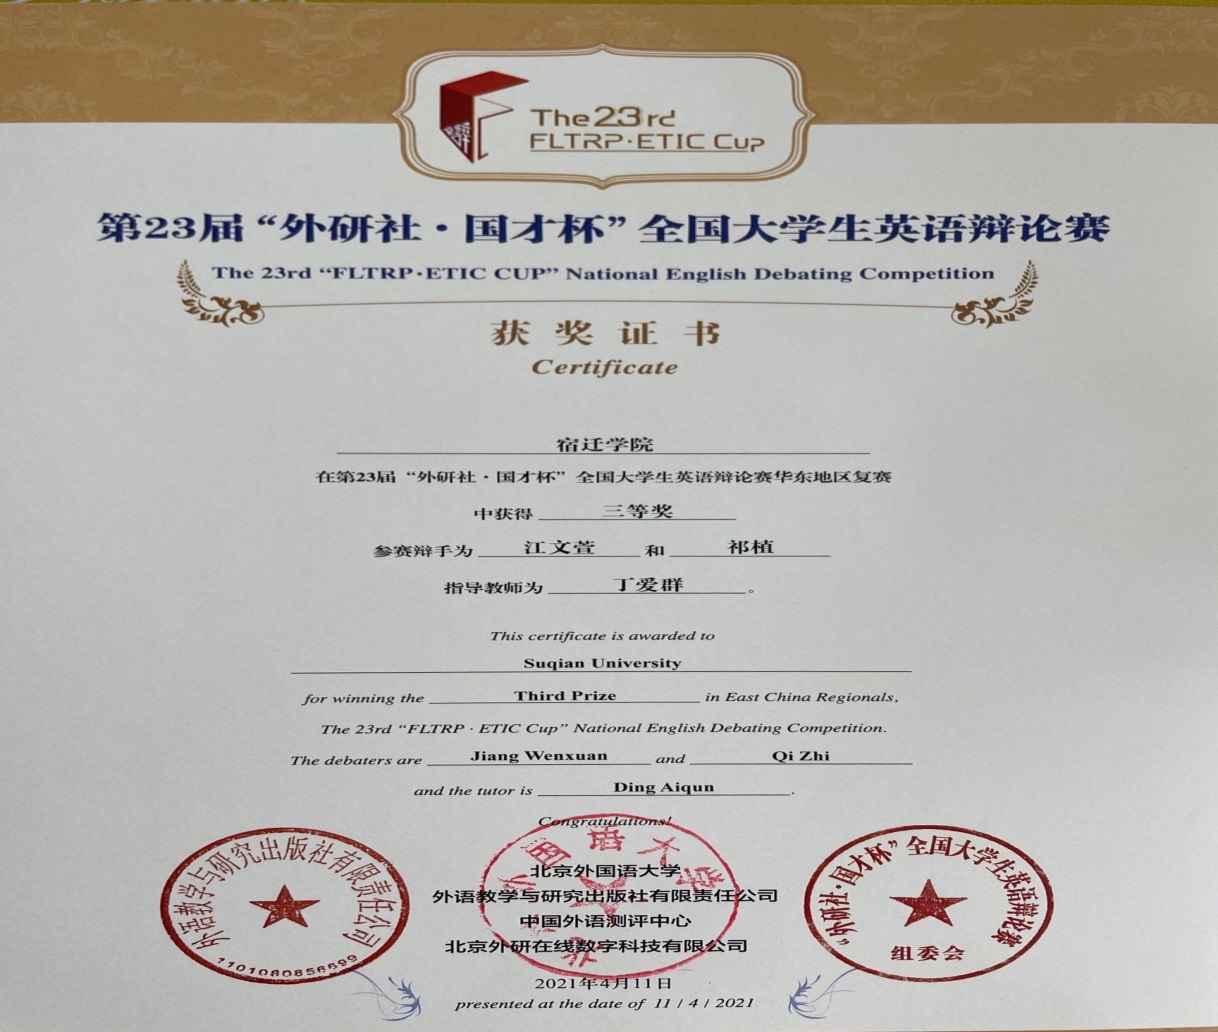 The 23rd
FLTRP·ETIC Cup
第23届“外研社·国才杯”全国大学生英语辩论赛
The 23rd “FLTRP·ETIC CUP” National English Debating Competition
获奖证书
Certificate
宿迁学院
在第23届“外研社·国才杯”全国大学生英语辩论赛华东地区复赛
中获得 三等奖
参赛辩手为 江文萱 和 祁植
指导教师为 丁爱群。
This certificate is awarded to
Suqian University
for winning the Third Prize in East China Regionals,
The 23rd “FLTRP · ETIC Cup” National English Debating Competition.
The debaters are Jiang Wenxuan and Qi Zhi
and the tutor is Ding Aiqun.
Congratulations!
北京外国语大学
外语教学与研究出版社有限责任公司
中国外语测评中心
北京外研在线数字科技有限公司
2021年4月11日
presented at the date of 11 / 4 / 2021
外语教学与研究出版社有限责任公司
1101080856699
“外研社·国才杯”全国大学生英语辩论赛
组委会